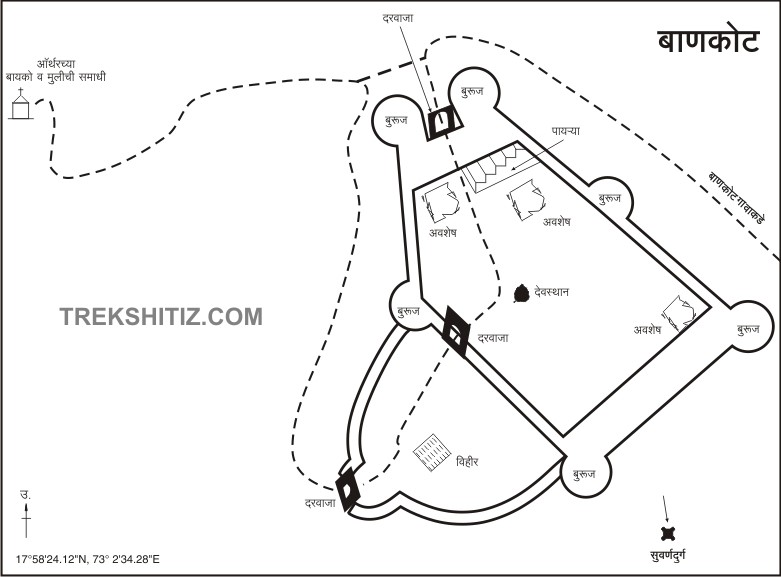 दरवाजा
बाणकोट
ऑर्थरच्या
बायको व मुलीची समाधी
बुरूज
बुरूज
पायऱ्या
बाणकोट गावाकडे
बुरूज
अवशेष
अवशेष
देवस्थान
बुरूज
TREKSHITIZ.COM
अवशेष
बुरूज
दरवाजा
विहीर
बुरूज
उ.
दरवाजा
सुवर्णदुर्ग
17°58'24.12"N, 73° 2'34.28"E